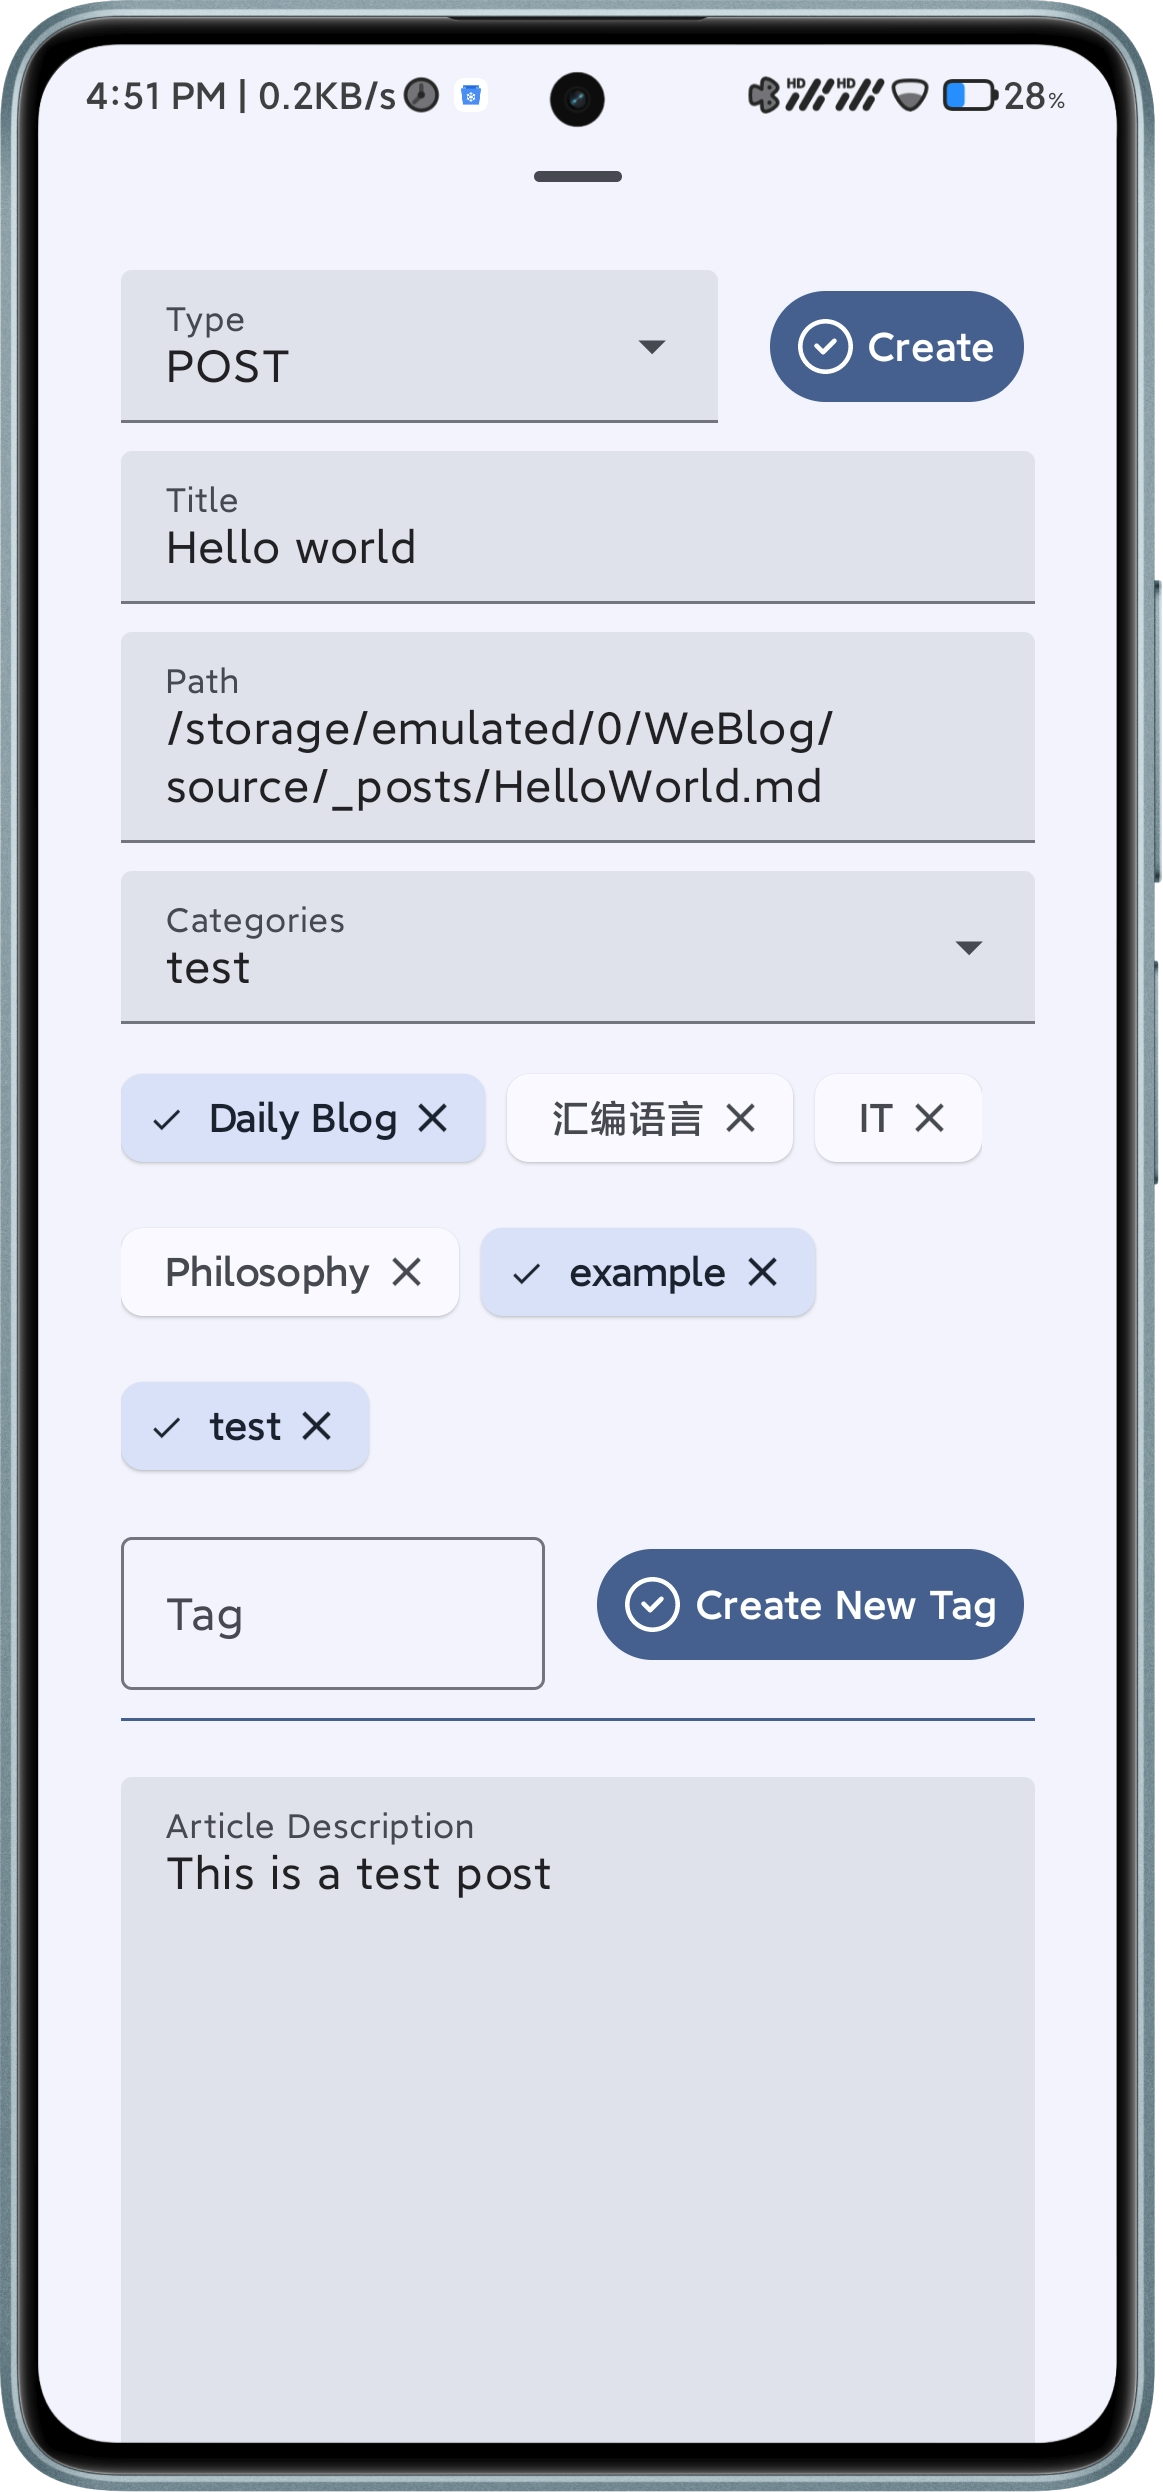 4:51 PM | 0.2KB/s HD HD 28%
Type
POST
Create
Title
Hello world
Path
/storage/emulated/0/WeBlog/
source/_posts/HelloWorld.md
Categories
test
Daily Blog 汇编语言 IT
Philosophy example
test
Tag
Create New Tag
Article Description
This is a test post